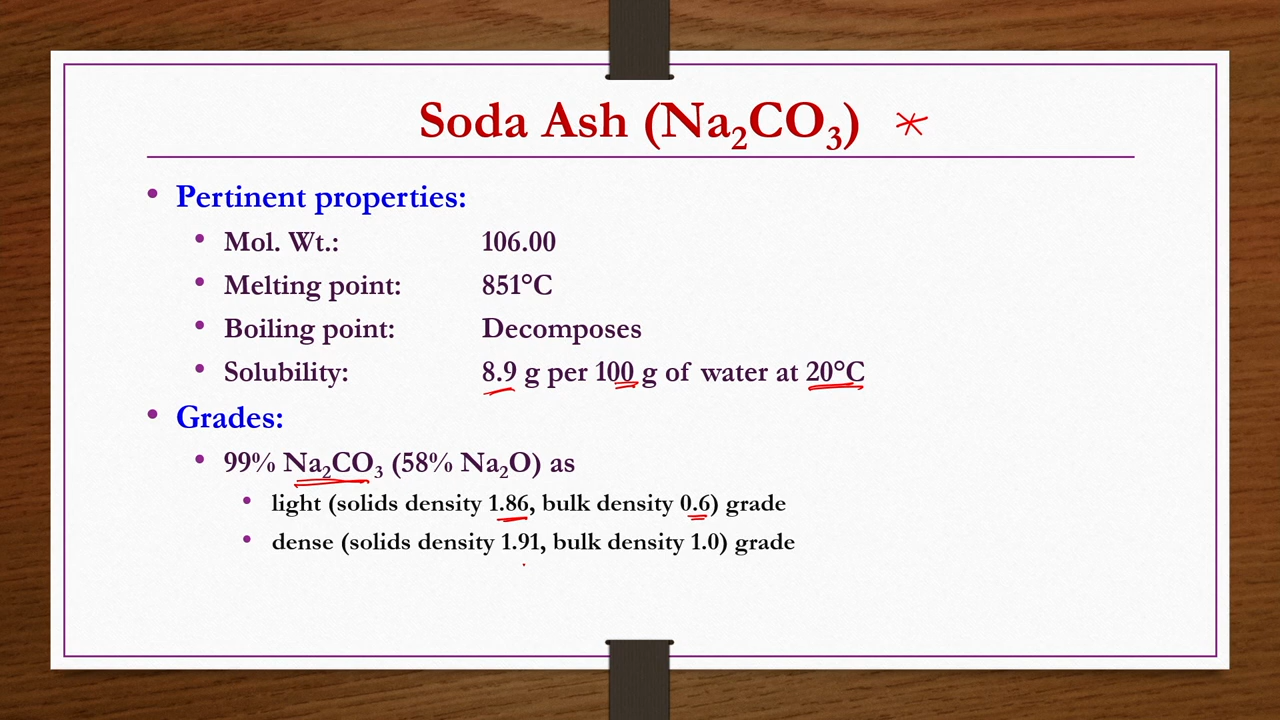 Soda Ash (Na₂CO₃) *
• Pertinent properties:
• Mol. Wt.: 106.00
• Melting point: 851°C
• Boiling point: Decomposes
• Solubility: 8.9 g per 100 g of water at 20°C
• Grades:
• 99% Na₂CO₃ (58% Na₂O) as
• light (solids density 1.86, bulk density 0.6) grade
• dense (solids density 1.91, bulk density 1.0) grade